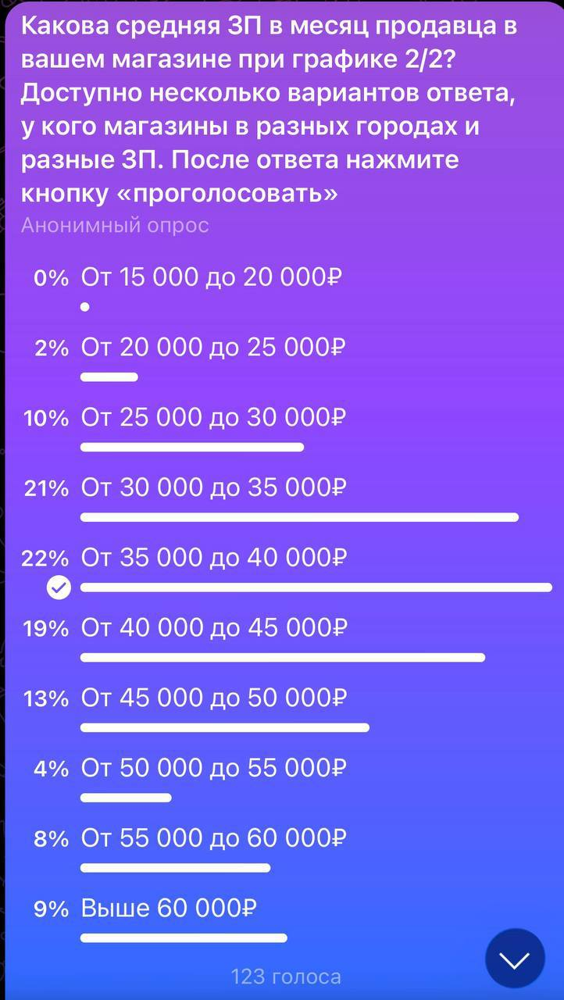 Какова средняя ЗП в месяц продавца в
вашем магазине при графике 2/2?
Доступно несколько вариантов ответа,
у кого магазины в разных городах и
разные ЗП. После ответа нажмите
кнопку «проголосовать»
Анонимный опрос
0% От 15 000 до 20 000₽
2% От 20 000 до 25 000₽
10% От 25 000 до 30 000₽
21% От 30 000 до 35 000₽
22% От 35 000 до 40 000₽
19% От 40 000 до 45 000₽
13% От 45 000 до 50 000₽
4% От 50 000 до 55 000₽
8% От 55 000 до 60 000₽
9% Выше 60 000₽
123 голоса